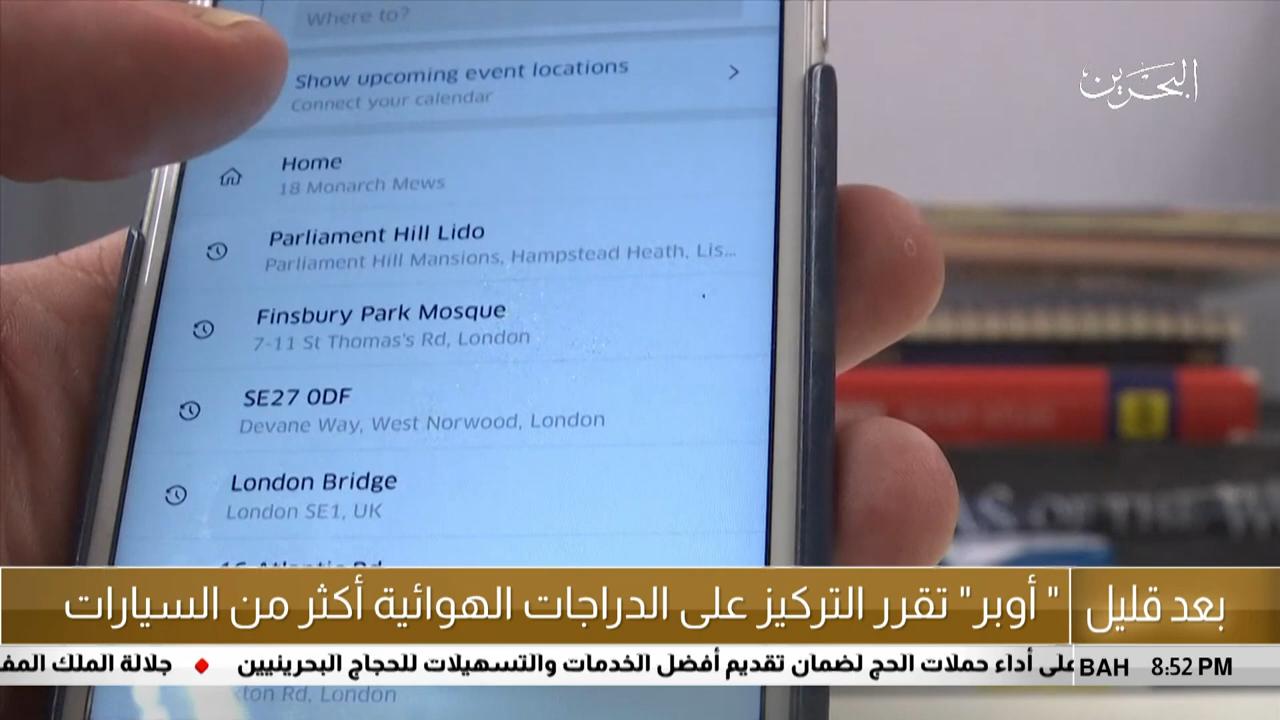 Where to?
البحرين
Show upcoming event locations
Connect your calendar
Home
18 Monarch Mews
Parliament Hill Lido
Parliament Hill Mansions, Hampstead Heath, Lis...
Finsbury Park Mosque
7-11 St Thomas's Rd, London
SE27 0DF
Devane Way, West Norwood, London
London Bridge
London SE1, UK
بعد قليل
"أوبر" تقرر التركيز على الدراجات الهوائية أكثر من السيارات
على أداء حملات الحج لضمان تقديم أفضل الخدمات والتسهيلات للحجاج البحرينيين ♦ جلالة الملك
BAH 8:52 PM
Rd, London